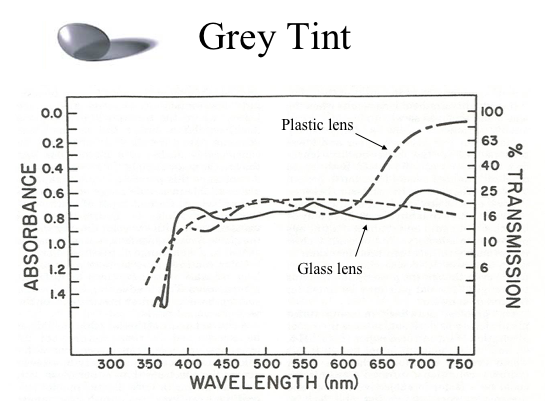 Grey Tint
Plastic lens
Glass lens
ABSORBANCE
0.0
0.2
0.4
0.6
0.8
1.0
1.2
1.4
% TRANSMISSION
100
63
40
25
16
10
6
300 350 400 450 500 550 600 650 700 750
WAVELENGTH (nm)